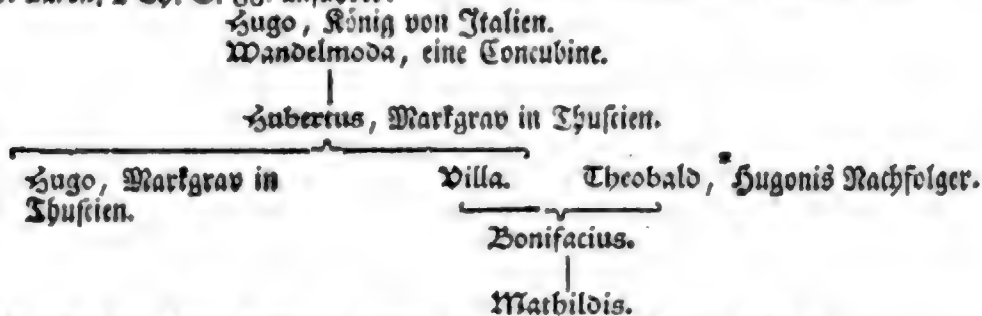 Hugo, König von Italien.
Wandelmoda, eine Concubine.
Hubertus, Markgrav in Thuscien.
Hugo, Markgrav in Villa. Theobald, * Hugonis Nachfolger.
Thuscien.
Bonifacius.
Mathildis.